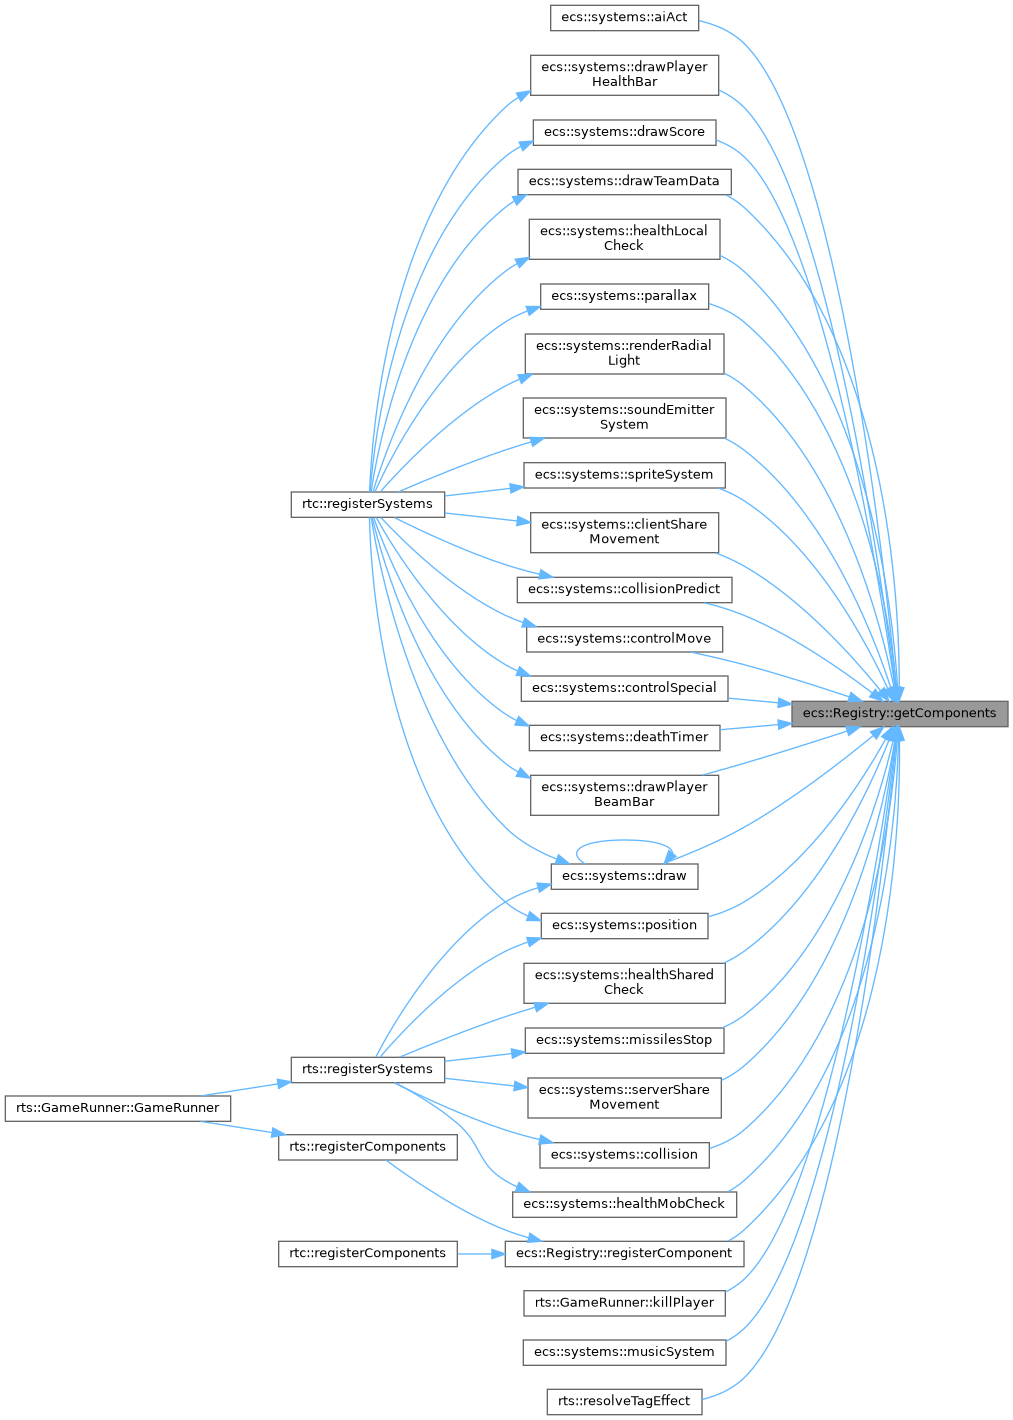 ecs::systems::aiAct
ecs::systems::drawPlayer
HealthBar
ecs::systems::drawScore
ecs::systems::drawTeamData
ecs::systems::healthLocal
Check
ecs::systems::parallax
ecs::systems::renderRadial
Light
ecs::systems::soundEmitter
System
ecs::systems::spriteSystem
rtc::registerSystems
ecs::systems::clientShare
Movement
ecs::systems::collisionPredict
ecs::systems::controlMove
ecs::systems::controlSpecial
ecs::Registry::getComponents
ecs::systems::deathTimer
ecs::systems::drawPlayer
BeamBar
ecs::systems::draw
ecs::systems::position
ecs::systems::healthShared
Check
ecs::systems::missilesStop
rts::registerSystems
ecs::systems::serverShare
Movement
rts::GameRunner::GameRunner
rts::registerComponents
ecs::systems::collision
ecs::systems::healthMobCheck
rtc::registerComponents
ecs::Registry::registerComponent
rts::GameRunner::killPlayer
ecs::systems::musicSystem
rts::resolveTagEffect